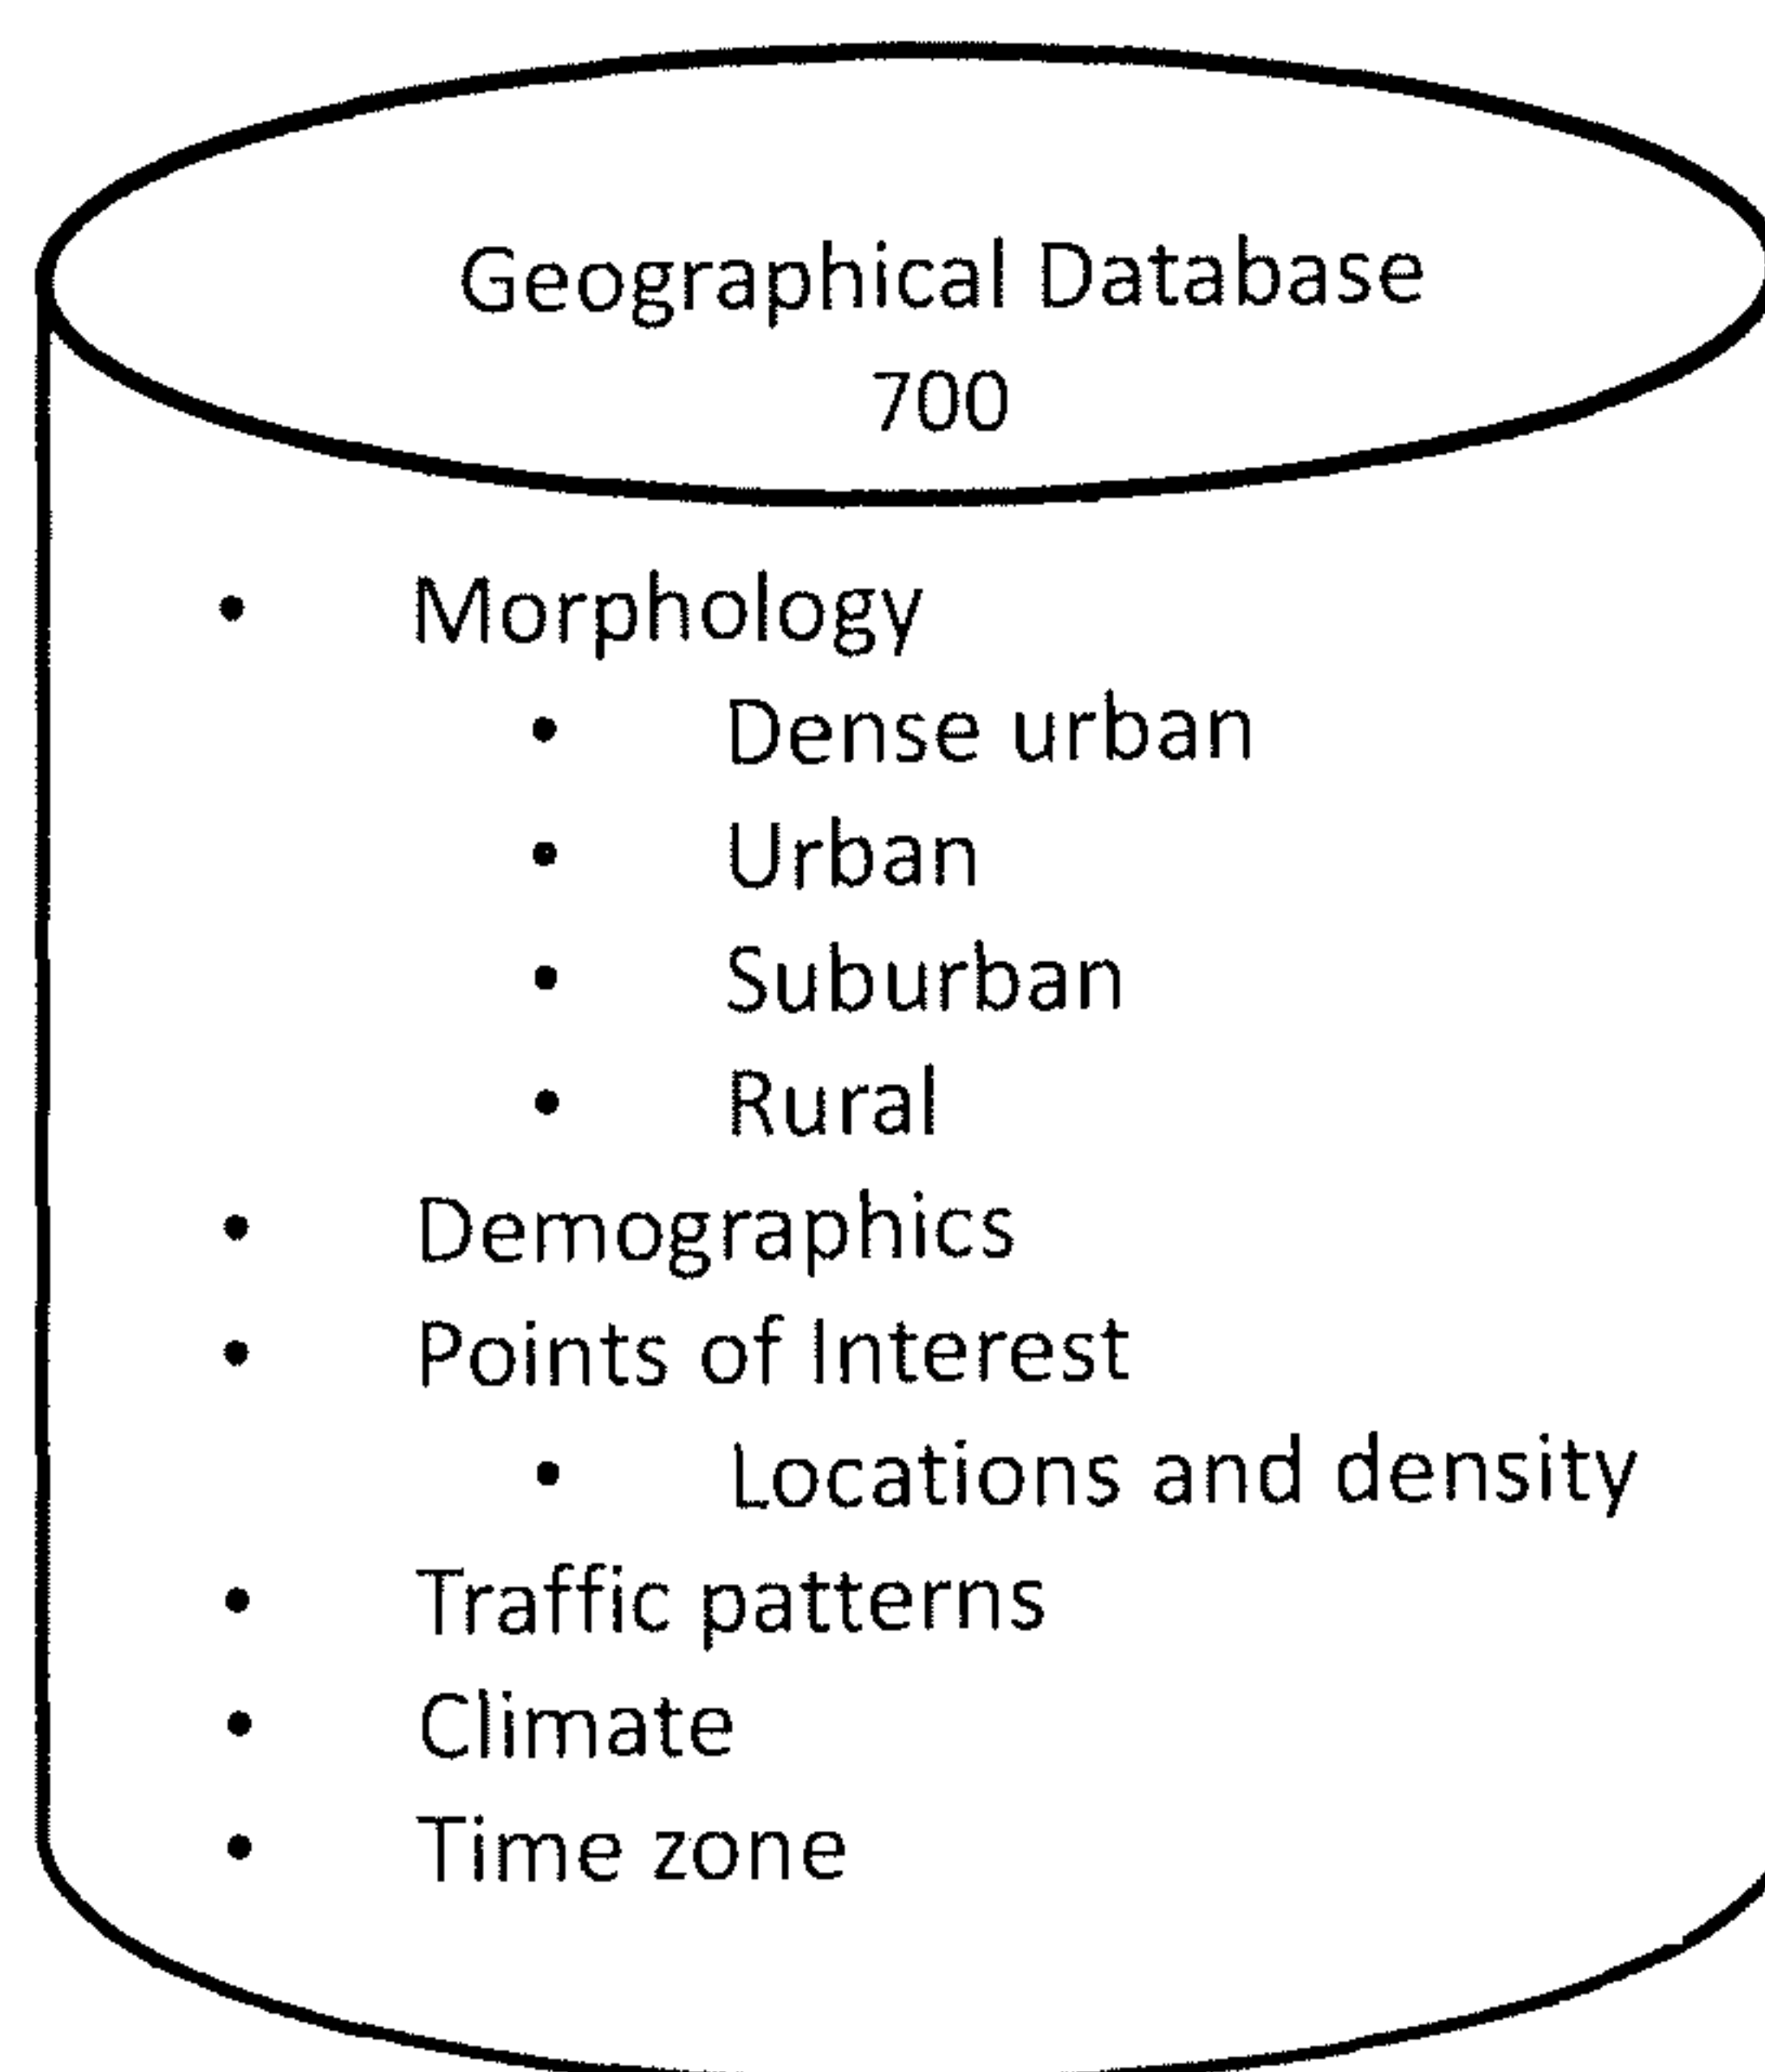 Geographical Database
700
• Morphology
• Dense urban
• Urban
• Suburban
• Rural
• Demographics
• Points of Interest
• Locations and density
• Traffic patterns
• Climate
• Time zone